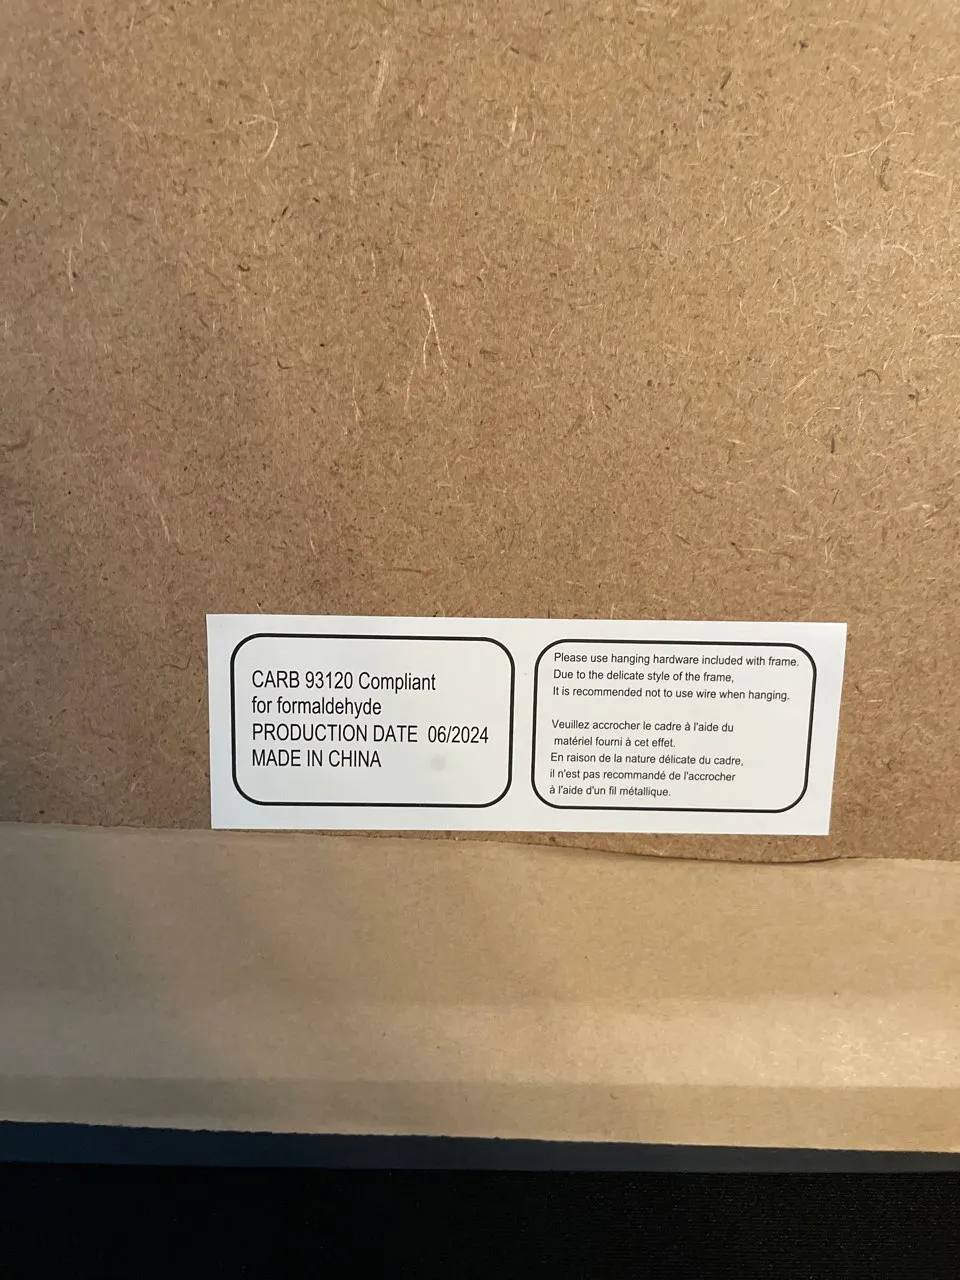 CARB 93120 Compliant
for formaldehyde
PRODUCTION DATE 06/2024
MADE IN CHINA
Please use hanging hardware included with frame.
Due to the delicate style of the frame,
It is recommended not to use wire when hanging.
Veuillez accrocher le cadre à l'aide du
matériel fourni à cet effet.
En raison de la nature délicate du cadre,
il n'est pas recommandé de l'accrocher
à l'aide d'un fil métallique.